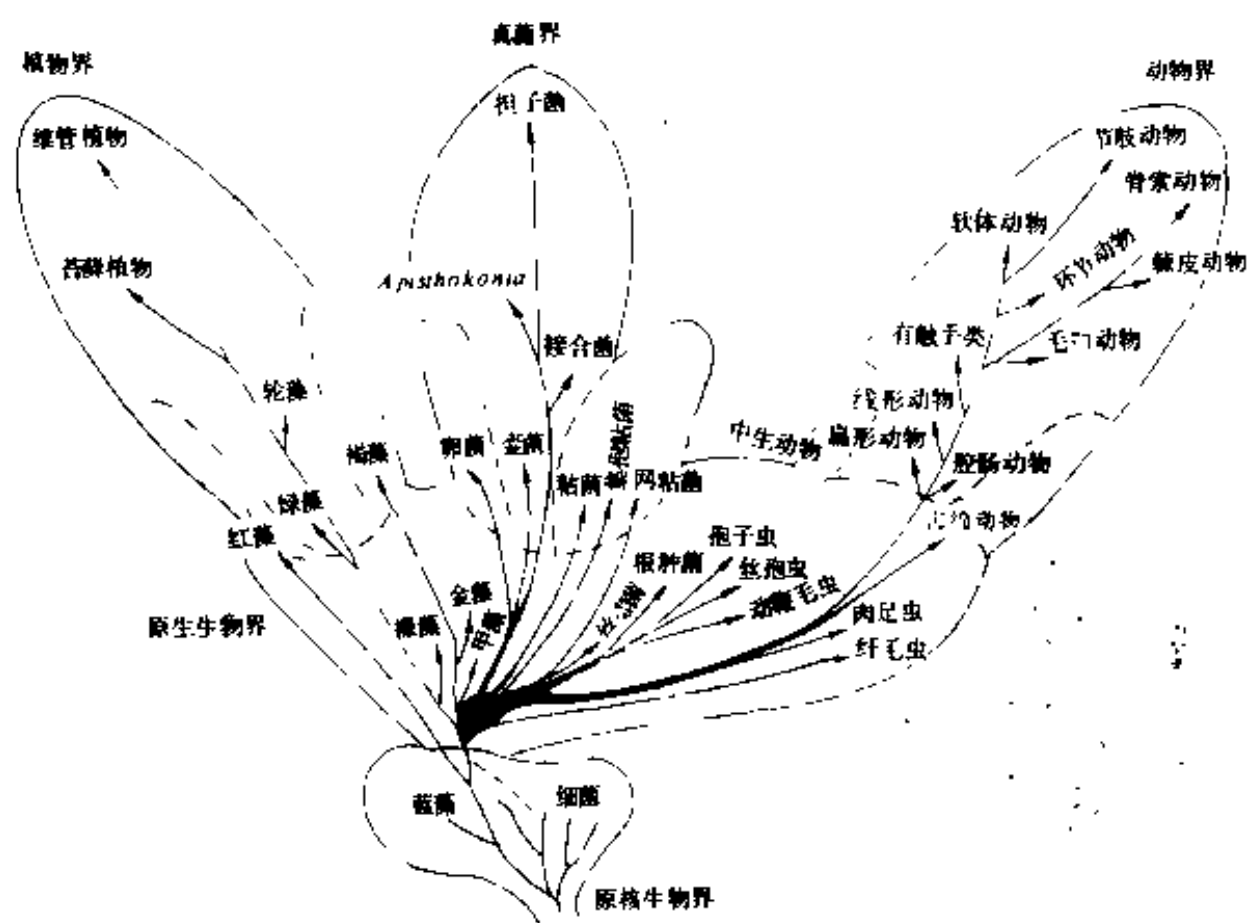 真菌界
植物界
动物界
担子菌
维管植物
节肢动物
脊索动物
软体动物
环节动物
棘皮动物
苔藓植物
Apisthokonia
接合菌
有触手类
轮藻
线形动物
中生动物
扁形动物
褐藻
卵菌
壶菌
粘菌
网粘菌
腔肠动物
绿藻
红藻
孢子虫
根肿菌
丝孢虫
金藻
甲藻
动鞭毛虫
原生生物界
裸藻
肉足虫
纤毛虫
蓝藻
细菌
原核生物界